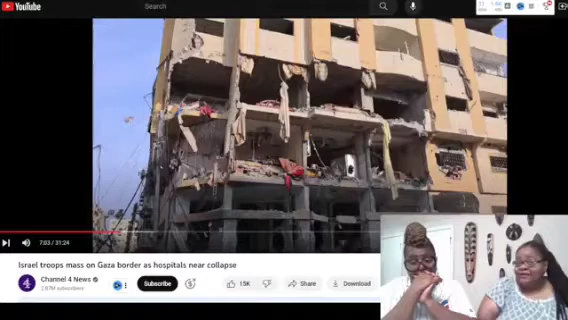 YouTube
Search
7:03 / 31:24
Israel troops mass on Gaza border as hospitals near collapse
4
Channel 4 News
Subscribe
15K
Share
Download